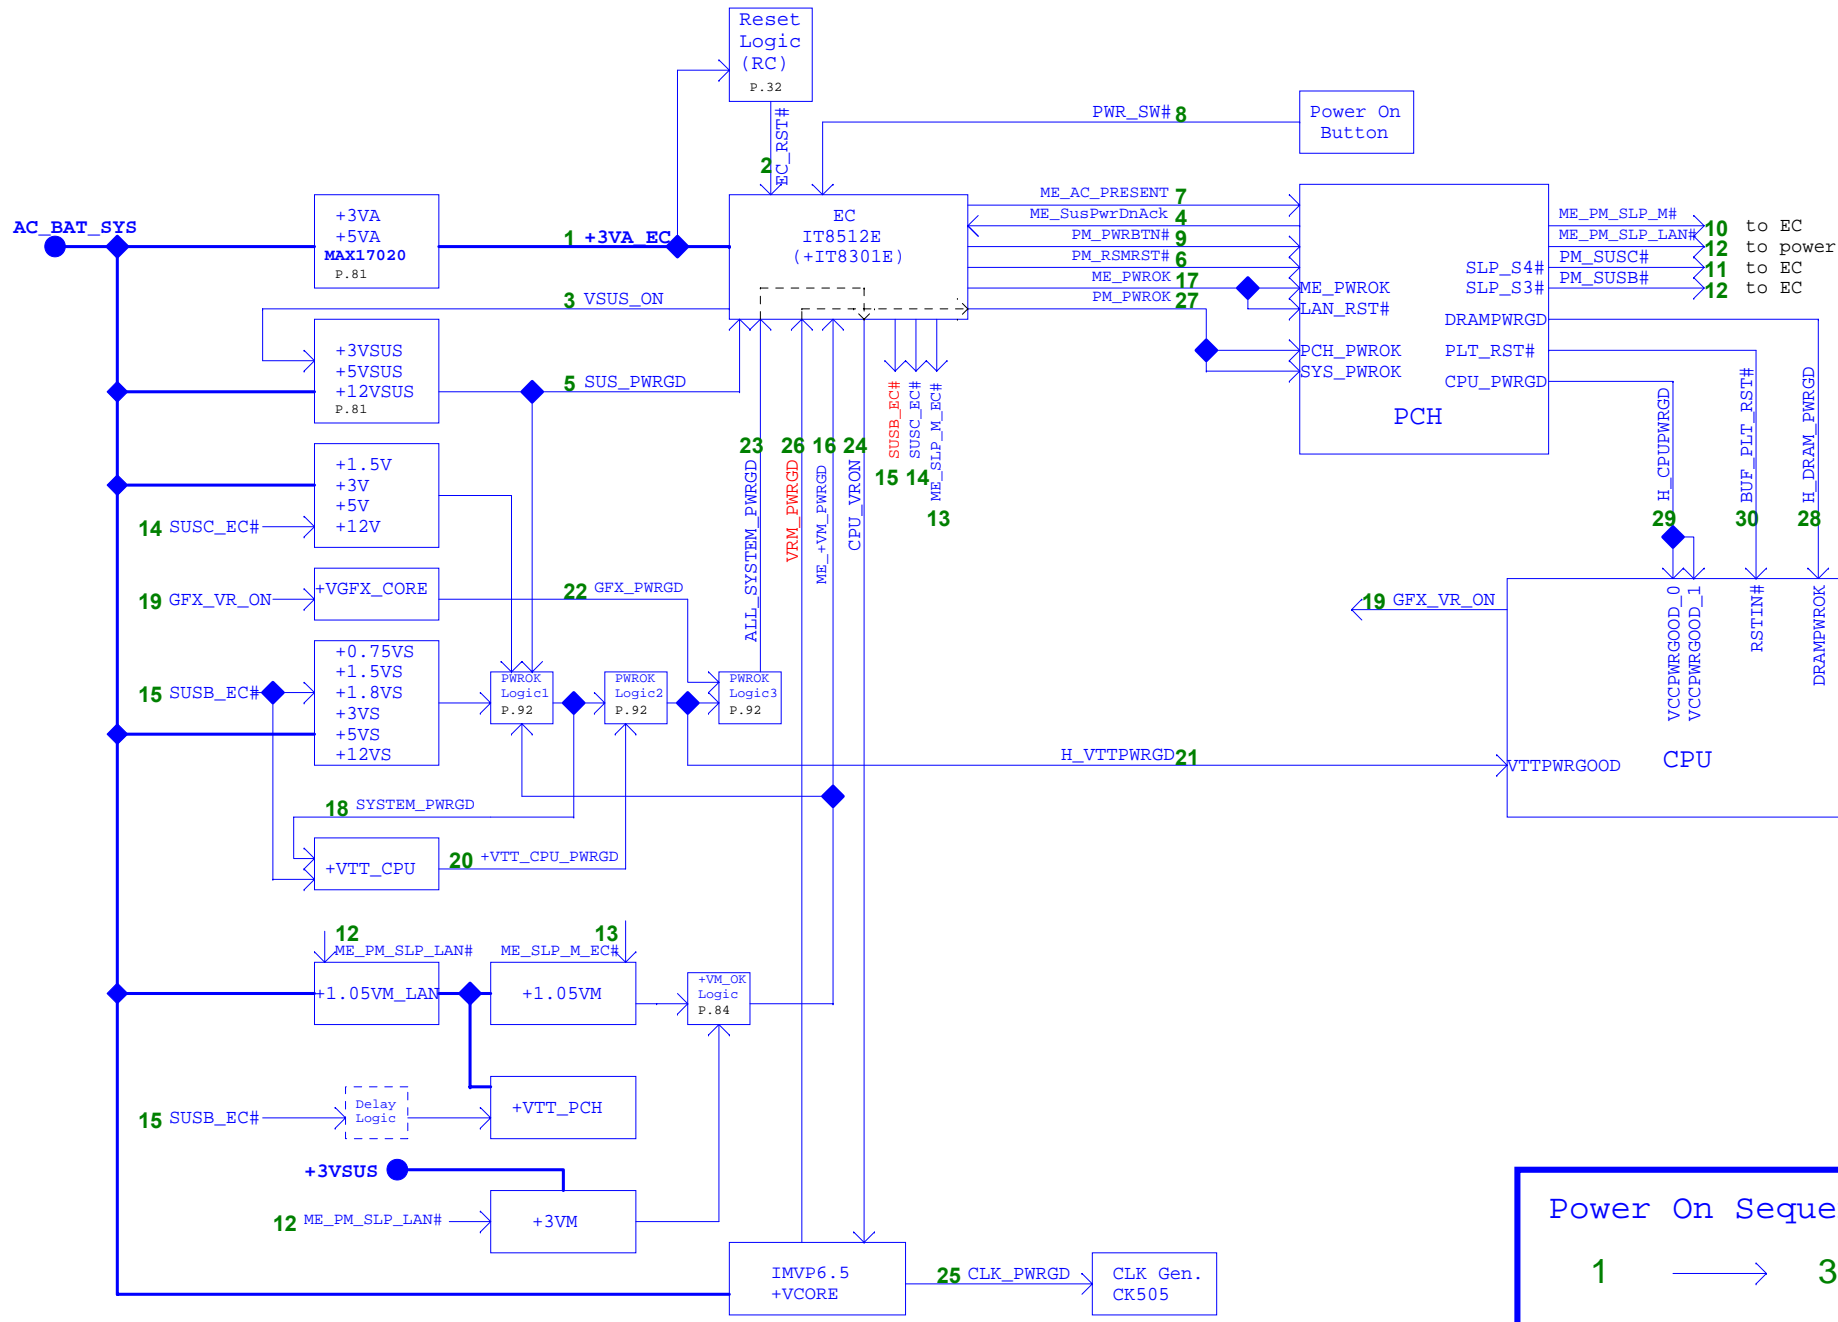 Reset
Logic
(RC)
P.32
EC_RST#
2
PWR_SW# 8
Power On
Button
AC_BAT_SYS
+3VA
+5VA
MAX17020
P.81
1 +3VA_EC
EC
IT8512E
(+IT8301E)
ME_AC_PRESENT 7
ME_SusPwrDnAck 4
PM_PWRBTN# 9
PM_RSMRST# 6
ME_PWROK 17
PM_PWROK 27
ME_PWROK
LAN_RST#
PCH_PWROK
SYS_PWROK
SLP_S4#
SLP_S3#
DRAMPWRGD
PLT_RST#
CPU_PWRGD
PCH
ME_PM_SLP_M# 10 to EC
ME_PM_SLP_LAN# 12 to power
PM_SUSC# 11 to EC
PM_SUSB# 12 to EC
3 VSUS_ON
+3VSUS
+5VSUS
+12VSUS
P.81
5 SUS_PWRGD
23
ALL_SYSTEM_PWRGD
26
VRM_PWRGD
16
ME_+VM_PWRGD
24
CPU_VRON
SUSB_EC#
15
SUSC_EC#
14
ME_SLP_M_EC#
13
H_CPUPWRGD
29
BUF_PLT_RST#
30
H_DRAM_PWRGD
28
+1.5V
+3V
+5V
+12V
14 SUSC_EC#
19 GFX_VR_ON
+VGFX_CORE
22 GFX_PWRGD
19 GFX_VR_ON
VCCPWRGOOD_0
VCCPWRGOOD_1
RSTIN#
DRAMPWROK
VTTPWRGOOD
CPU
15 SUSB_EC#
+0.75VS
+1.5VS
+1.8VS
+3VS
+5VS
+12VS
PWROK
Logic1
P.92
PWROK
Logic2
P.92
PWROK
Logic3
P.92
H_VTTPWRGD 21
18 SYSTEM_PWRGD
+VTT_CPU
20 +VTT_CPU_PWRGD
12
ME_PM_SLP_LAN#
13
ME_SLP_M_EC#
+1.05VM_LAN
+1.05VM
+VM_OK
Logic
P.84
15 SUSB_EC#
Delay
Logic
+VTT_PCH
+3VSUS
12 ME_PM_SLP_LAN#
+3VM
IMVP6.5
+VCORE
25 CLK_PWRGD
CLK Gen.
CK505
Power On Seque
1 3